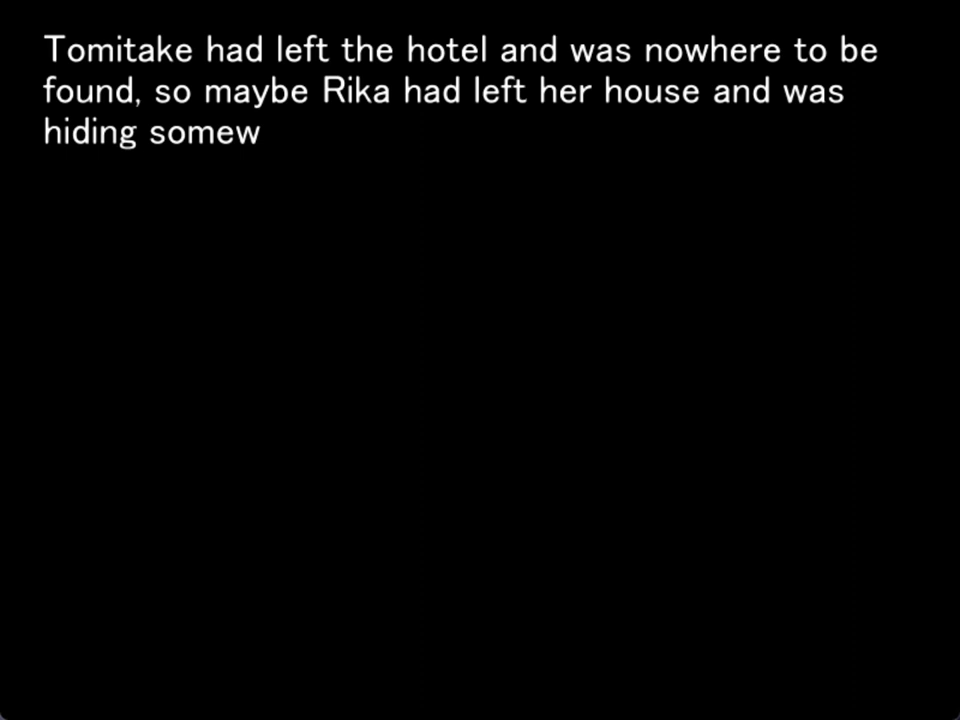 Tomitake had left the hotel and was nowhere to be
found, so maybe Rika had left her house and was
hiding somew